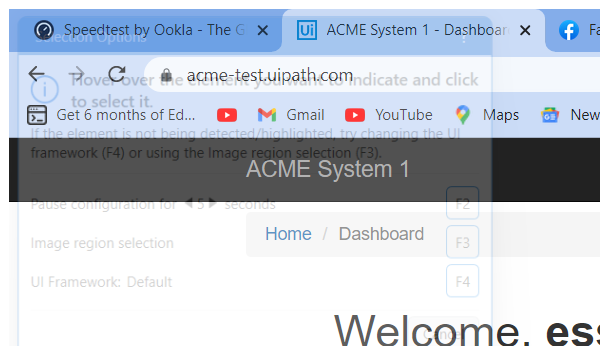 Speedtest by Ookla - The G
ACME System 1 - Dashboar
Fa
Selection Options
acme-test.uipath.com
Hover over the element you want to indicate and click
to select it.
Get 6 months of Ed...
Gmail
YouTube
Maps
New
If the element is not being detected/highlighted, try changing the UI
framework (F4) or using the Image region selection (F3).
ACME System 1
Pause configuration for 5 seconds
F2
Home / Dashboard
Image region selection
F3
UI Framework: Default
F4
Welcome, ess
Cancel